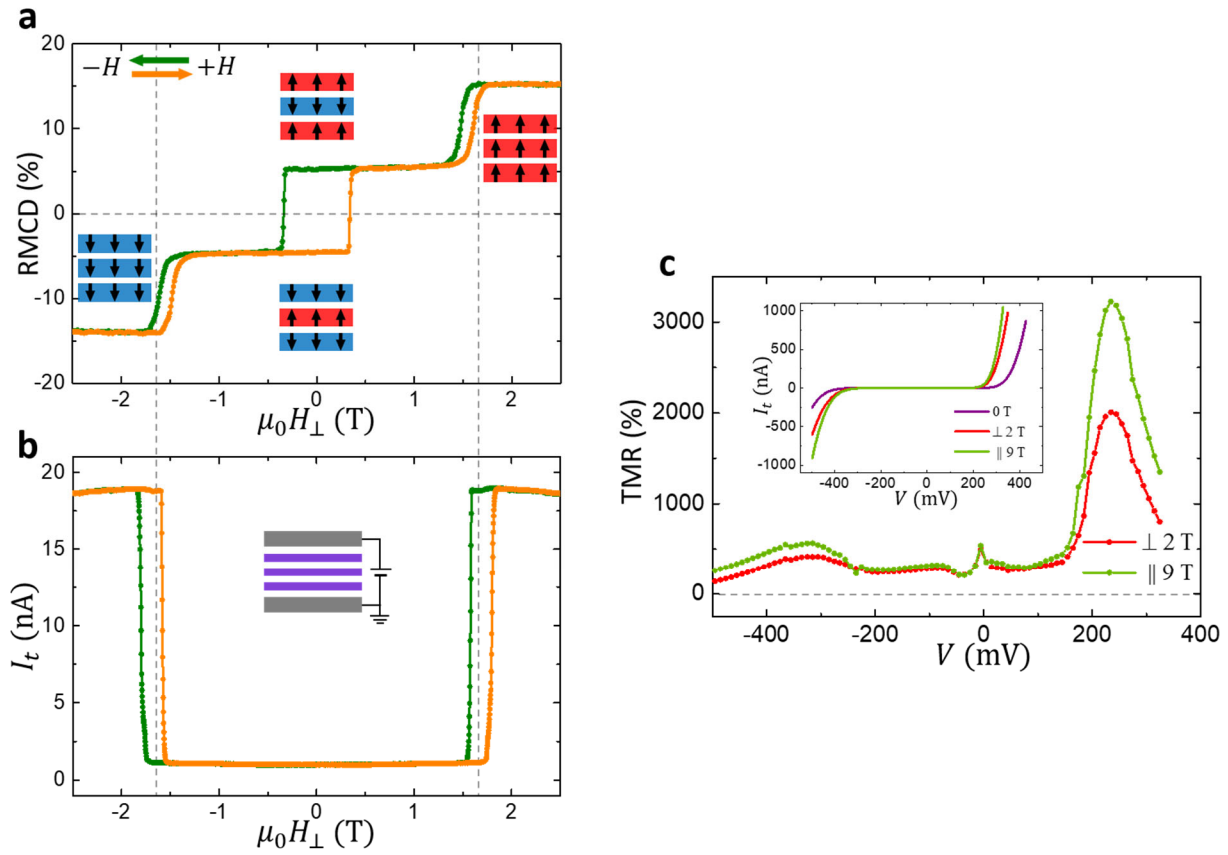 a
20
10
0
-10
-20
RMCD (%)
−H +H
-2 -1 0 1 2
μ₀H⊥ (T)
b
20
15
10
5
0
Iₜ (nA)
-2 -1 0 1 2
μ₀H⊥ (T)
c
3000
2000
1000
0
TMR (%)
1000
500
0
-500
-1000
Iₜ (nA)
0 T
⊥ 2 T
∥ 9 T
-400 -200 0 200 400
V (mV)
⊥ 2 T
∥ 9 T
-400 -200 0 200 400
V (mV)